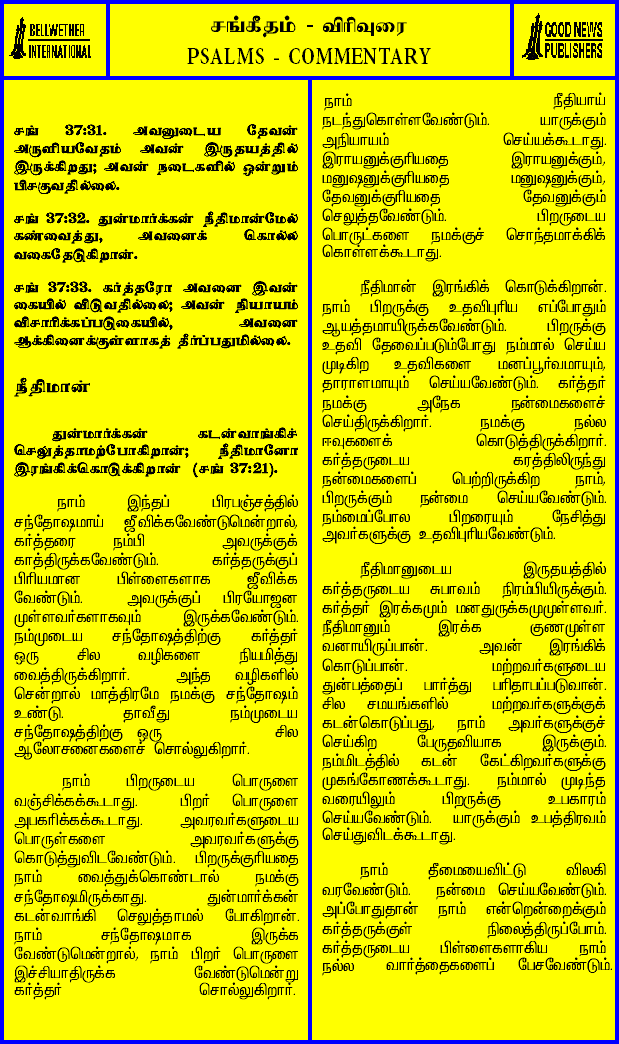 BELLWETHER
INTERNATIONAL
சங்கீதம் - விரிவுரை
PSALMS - COMMENTARY
GOOD NEWS
PUBLISHERS
சங் 37:31. அவனுடைய தேவன்
அருளியவேதம் அவன் இருதயத்தில்
இருக்கிறது; அவன் நடைகளில் ஒன்றும்
பிசகுவதில்லை.
சங் 37:32. துன்மார்க்கன் நீதிமான்மேல்
கண்வைத்து, அவனைக் கொல்ல
வகைதேடுகிறான்.
சங் 37:33. கர்த்தரோ அவனை இவன்
கையில் விடுவதில்லை; அவன் நியாயம்
விசாரிக்கப்படுகையில், அவனை
ஆக்கினைக்குள்ளாகத் தீர்ப்பதுமில்லை.
நீதிமான்
துன்மார்க்கன் கடன்வாங்கிச்
செலுத்தாமற்போகிறான்; நீதிமானோ
இரங்கிக்கொடுக்கிறான் (சங் 37:21).
நாம் இந்தப் பிரபஞ்சத்தில்
சந்தோஷமாய் ஜீவிக்கவேண்டுமென்றால்,
கர்த்தரை நம்பி அவருக்குக்
காத்திருக்கவேண்டும். கர்த்தருக்குப்
பிரியமான பிள்ளைகளாக ஜீவிக்க
வேண்டும். அவருக்குப் பிரயோஜன
முள்ளவர்களாகவும் இருக்கவேண்டும்.
நம்முடைய சந்தோஷத்திற்கு கர்த்தர்
ஒரு சில வழிகளை நியமித்து
வைத்திருக்கிறார். அந்த வழிகளில்
சென்றால் மாத்திரமே நமக்கு சந்தோஷம்
உண்டு. தாவீது நம்முடைய
சந்தோஷத்திற்கு ஒரு சில
ஆலோசனைகளைச் சொல்லுகிறார்.
நாம் பிறருடைய பொருளை
வஞ்சிக்கக்கூடாது. பிறர் பொருளை
அபகரிக்கக்கூடாது. அவரவர்களுடைய
பொருள்களை அவரவர்களுக்கு
கொடுத்துவிடவேண்டும். பிறருக்குரியதை
நாம் வைத்துக்கொண்டால் நமக்கு
சந்தோஷமிருக்காது. துன்மார்க்கன்
கடன்வாங்கி செலுத்தாமல் போகிறான்.
நாம் சந்தோஷமாக இருக்க
வேண்டுமென்றால், நாம் பிறர் பொருளை
இச்சியாதிருக்க வேண்டுமென்று
கர்த்தர் சொல்லுகிறார்.
நாம் நீதியாய்
நடந்துகொள்ளவேண்டும். யாருக்கும்
அநியாயம் செய்யக்கூடாது.
இராயனுக்குரியதை இராயனுக்கும்,
மனுஷனுக்குரியதை மனுஷனுக்கும்,
தேவனுக்குரியதை தேவனுக்கும்
செலுத்தவேண்டும். பிறருடைய
பொருட்களை நமக்குச் சொந்தமாக்கிக்
கொள்ளக்கூடாது.
நீதிமான் இரங்கிக் கொடுக்கிறான்.
நாம் பிறருக்கு உதவிபுரிய எப்போதும்
ஆயத்தமாயிருக்கவேண்டும். பிறருக்கு
உதவி தேவைப்படும்போது நம்மால் செய்ய
முடிகிற உதவிகளை மனப்பூர்வமாயும்,
தாராளமாயும் செய்யவேண்டும். கர்த்தர்
நமக்கு அநேக நன்மைகளைச்
செய்திருக்கிறார். நமக்கு நல்ல
ஈவுகளைக் கொடுத்திருக்கிறார்.
கர்த்தருடைய கரத்திலிருந்து
நன்மைகளைப் பெற்றிருக்கிற நாம்,
பிறருக்கும் நன்மை செய்யவேண்டும்.
நம்மைப்போல பிறரையும் நேசித்து
அவர்களுக்கு உதவிபுரியவேண்டும்.
நீதிமானுடைய இருதயத்தில்
கர்த்தருடைய சுபாவம் நிரம்பியிருக்கும்.
கர்த்தர் இரக்கமும் மனதுருக்கமுமுள்ளவர்.
நீதிமானும் இரக்க குணமுள்ள
வனாயிருப்பான். அவன் இரங்கிக்
கொடுப்பான். மற்றவர்களுடைய
துன்பத்தைப் பார்த்து பரிதாபப்படுவான்.
சில சமயங்களில் மற்றவர்களுக்குக்
கடன்கொடுப்பது, நாம் அவர்களுக்குச்
செய்கிற பேருதவியாக இருக்கும்.
நம்மிடத்தில் கடன் கேட்கிறவர்களுக்கு
முகங்கோணக்கூடாது. நம்மால் முடிந்த
வரையிலும் பிறருக்கு உபகாரம்
செய்யவேண்டும். யாருக்கும் உபத்திரவம்
செய்துவிடக்கூடாது.
நாம் தீமையைவிட்டு விலகி
வரவேண்டும். நன்மை செய்யவேண்டும்.
அப்போதுதான் நாம் என்றென்றைக்கும்
கர்த்தருக்குள் நிலைத்திருப்போம்.
கர்த்தருடைய பிள்ளைகளாகிய நாம்
நல்ல வார்த்தைகளைப் பேசவேண்டும்.